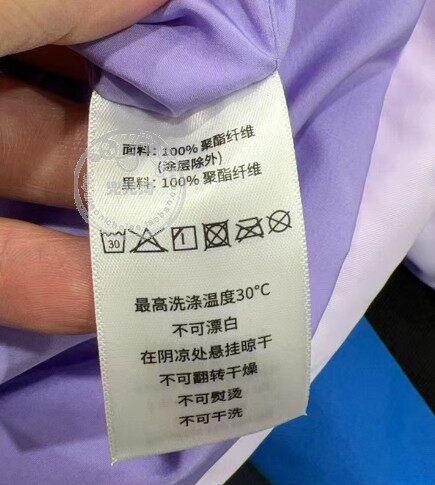 面料：100% 聚酯纤维
(涂层除外)
里料：100% 聚酯纤维
30
最高洗涤温度30°C
不可漂白
在阴凉处悬挂晾干
不可翻转干燥
不可熨烫
不可干洗